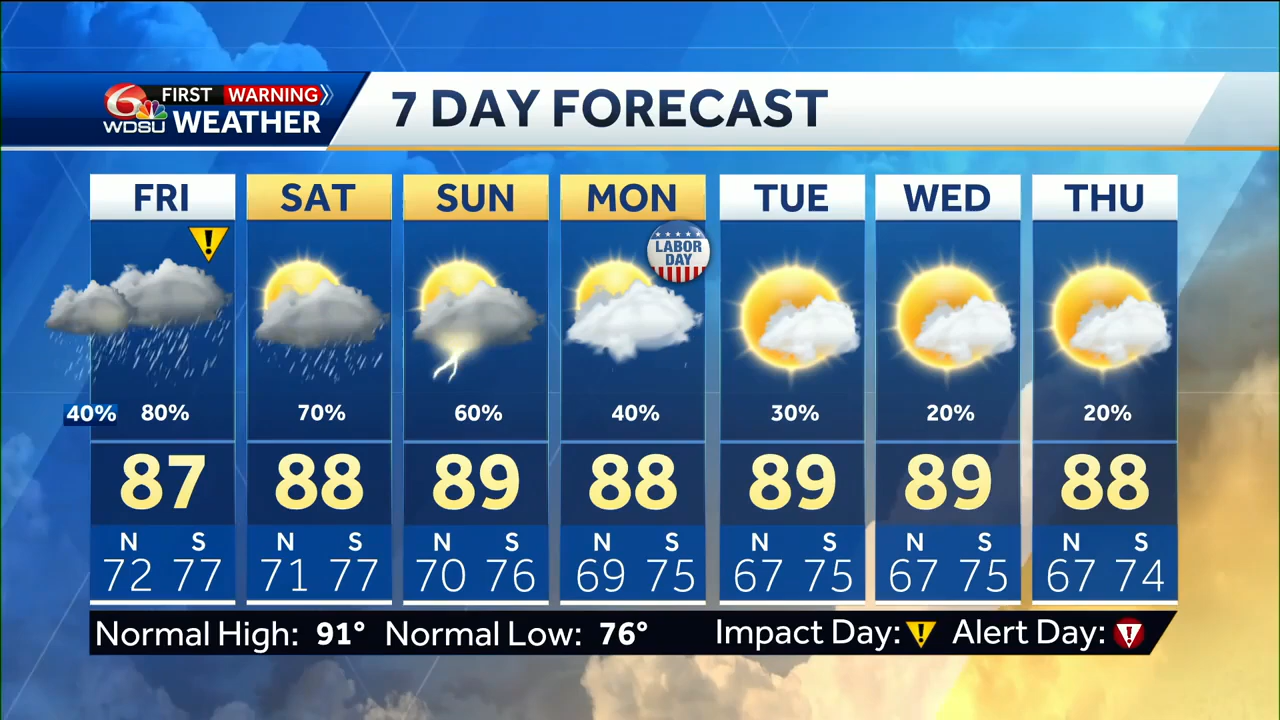 6
WDSU
FIRST WARNING
WEATHER
7 DAY FORECAST
FRI SAT SUN MON TUE WED THU
!
LABOR
DAY
40% 80% 70% 60% 40% 30% 20% 20%
87 88 89 88 89 89 88
N S N S N S N S N S N S N S
72 77 71 77 70 76 69 75 67 75 67 75 67 74
Normal High: 91° Normal Low: 76° Impact Day: ! Alert Day: !